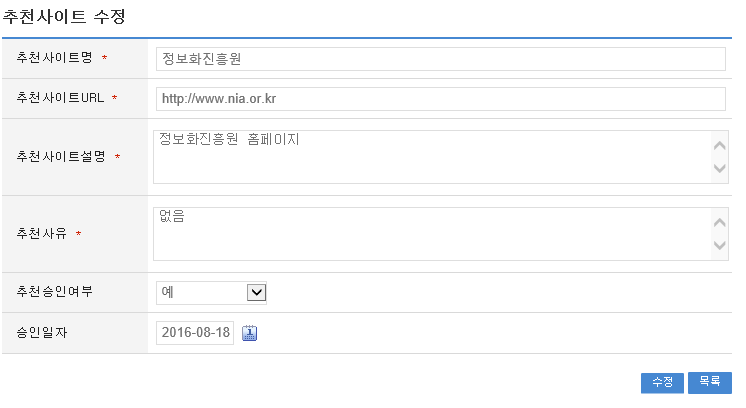 추천사이트 수정
추천사이트명 * 정보화진흥원
추천사이트URL * http://www.nia.or.kr
추천사이트설명 * 정보화진흥원 홈페이지
추천사유 * 없음
추천승인여부 예
승인일자 2016-08-18
수정 목록